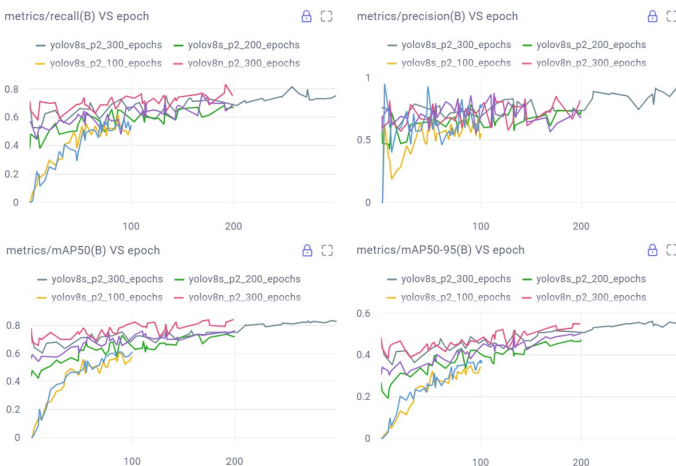 metrics/recall(B) VS epoch
yolov8s_p2_300_epochs
yolov8s_p2_200_epochs
yolov8s_p2_100_epochs
yolov8n_p2_300_epochs
0.8
0.6
0.4
0.2
0
100
200
metrics/precision(B) VS epoch
yolov8s_p2_300_epochs
yolov8s_p2_200_epochs
yolov8s_p2_100_epochs
yolov8n_p2_300_epochs
1
0.5
0
100
200
metrics/mAP50(B) VS epoch
yolov8s_p2_300_epochs
yolov8s_p2_200_epochs
yolov8s_p2_100_epochs
yolov8n_p2_300_epochs
0.8
0.6
0.4
0.2
0
100
200
metrics/mAP50-95(B) VS epoch
yolov8s_p2_300_epochs
yolov8s_p2_200_epochs
yolov8s_p2_100_epochs
yolov8n_p2_300_epochs
0.6
0.4
0.2
0
100
200